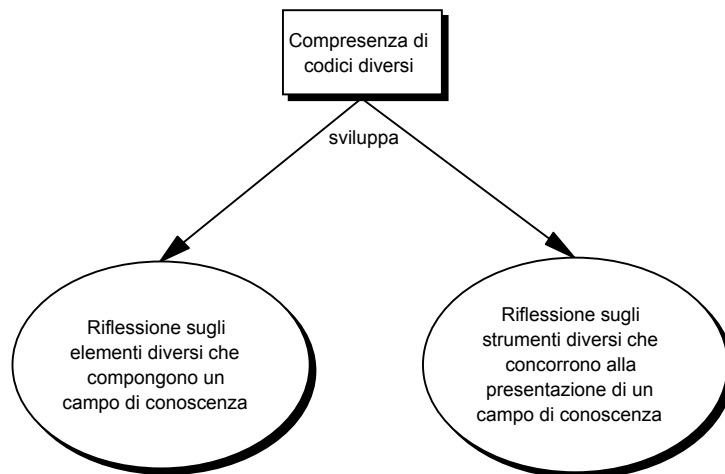 Compresenza di
codici diversi
sviluppa
Riflessione sugli
elementi diversi che
compongono un
campo di conoscenza
Riflessione sugli
strumenti diversi che
concorrono alla
presentazione di un
campo di conoscenza